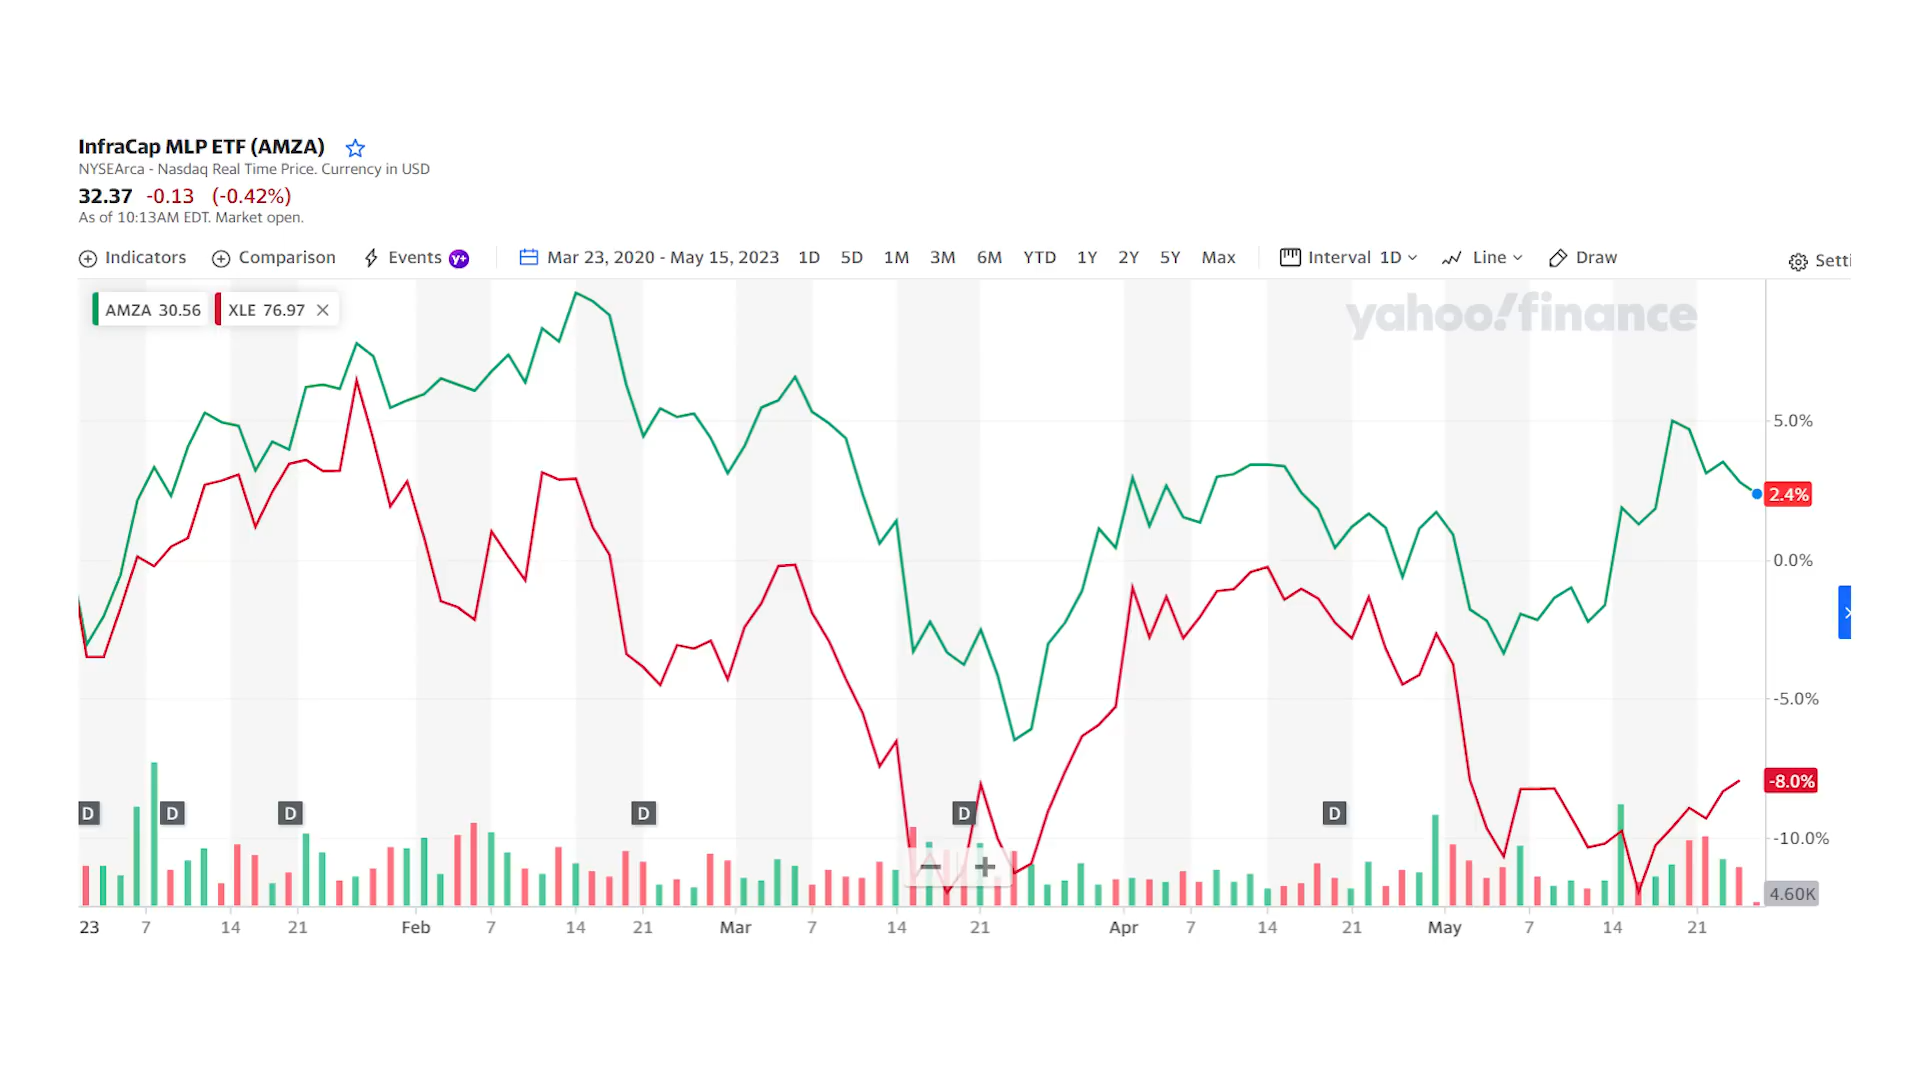 InfraCap MLP ETF (AMZA)
NYSEArca - Nasdaq Real Time Price. Currency in USD
32.37 -0.13 (-0.42%)
As of 10:13AM EDT. Market open.
Indicators Comparison Events y+ Mar 23, 2020 - May 15, 2023 1D 5D 1M 3M 6M YTD 1Y 2Y 5Y Max Interval 1D Line Draw Setti
AMZA 30.56 XLE 76.97
yahoo!finance
5.0%
2.4%
0.0%
-5.0%
-8.0%
D D D D D D
-10.0%
4.60K
23 7 14 21 Feb 7 14 21 Mar 7 14 21 Apr 7 14 21 May 7 14 21